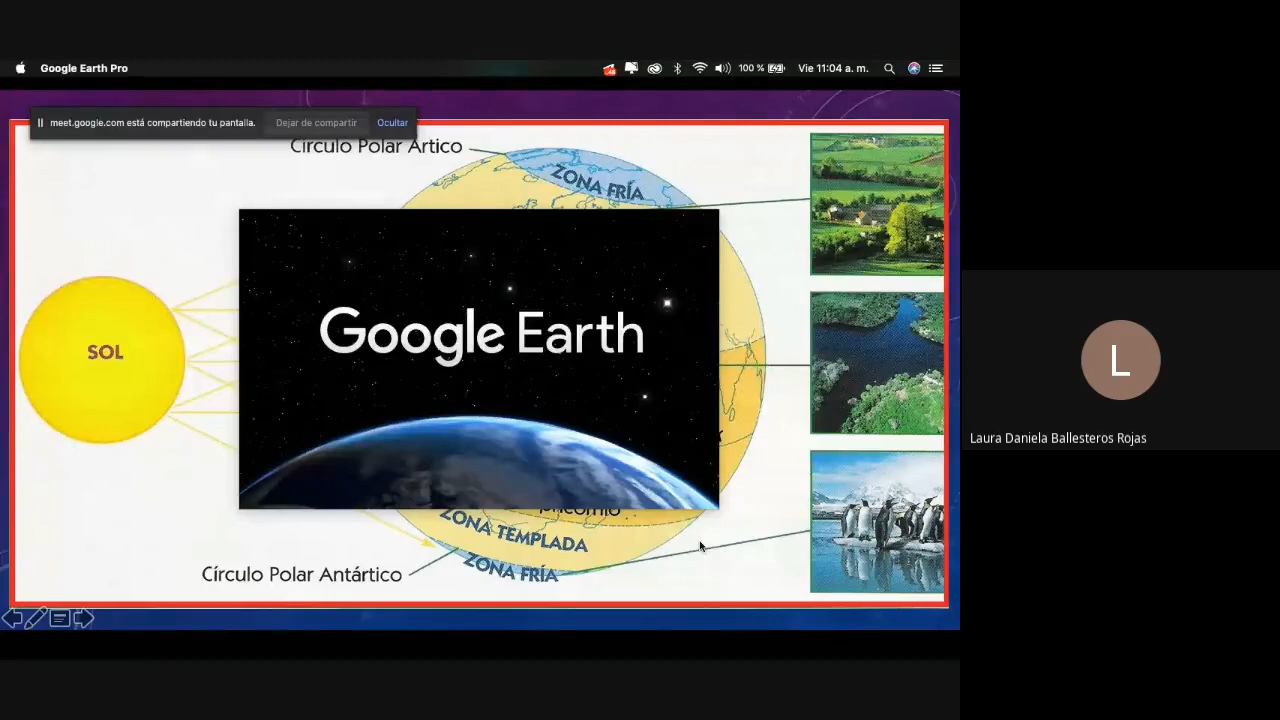 Google Earth Pro
100 %
Vie 11:04 a. m.
meet.google.com está compartiendo tu pantalla.
Dejar de compartir
Ocultar
Círculo Polar Ártico
ZONA FRÍA
SOL
Google Earth
ZONA TEMPLADA
Círculo Polar Antártico
ZONA FRÍA
L
Laura Daniela Ballesteros Rojas